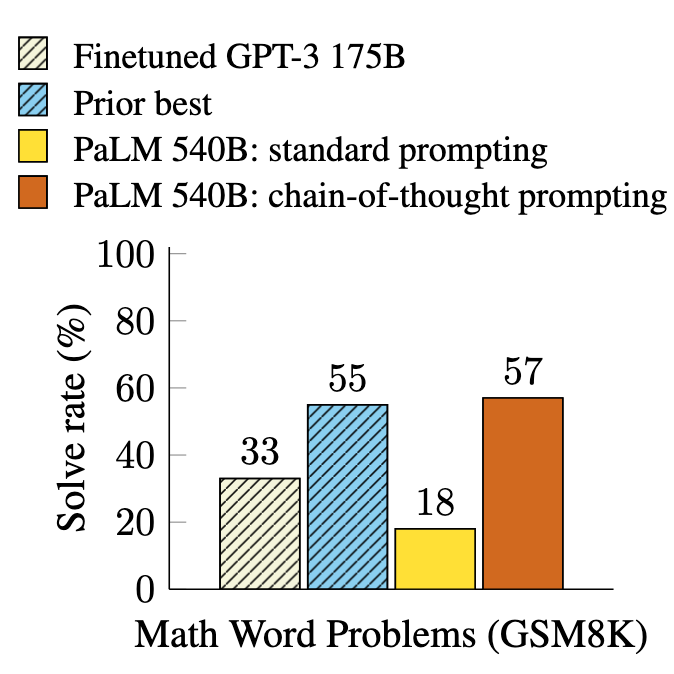 Finetuned GPT-3 175B
Prior best
PaLM 540B: standard prompting
PaLM 540B: chain-of-thought prompting
100
80
60
40
20
0
Solve rate (%)
33
55
18
57
Math Word Problems (GSM8K)